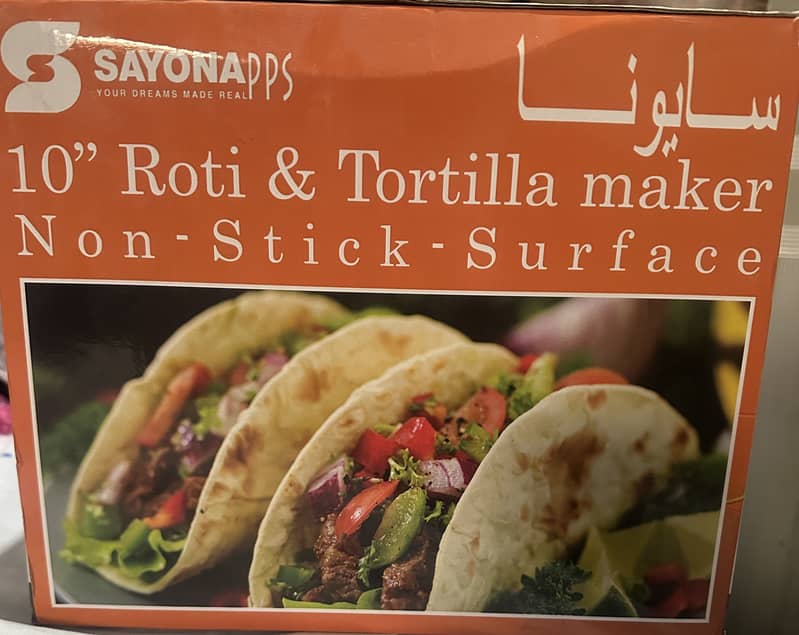 SAYONAPPS
YOUR DREAMS MADE REAL
سايونا
10” Roti & Tortilla maker
Non-Stick-Surface